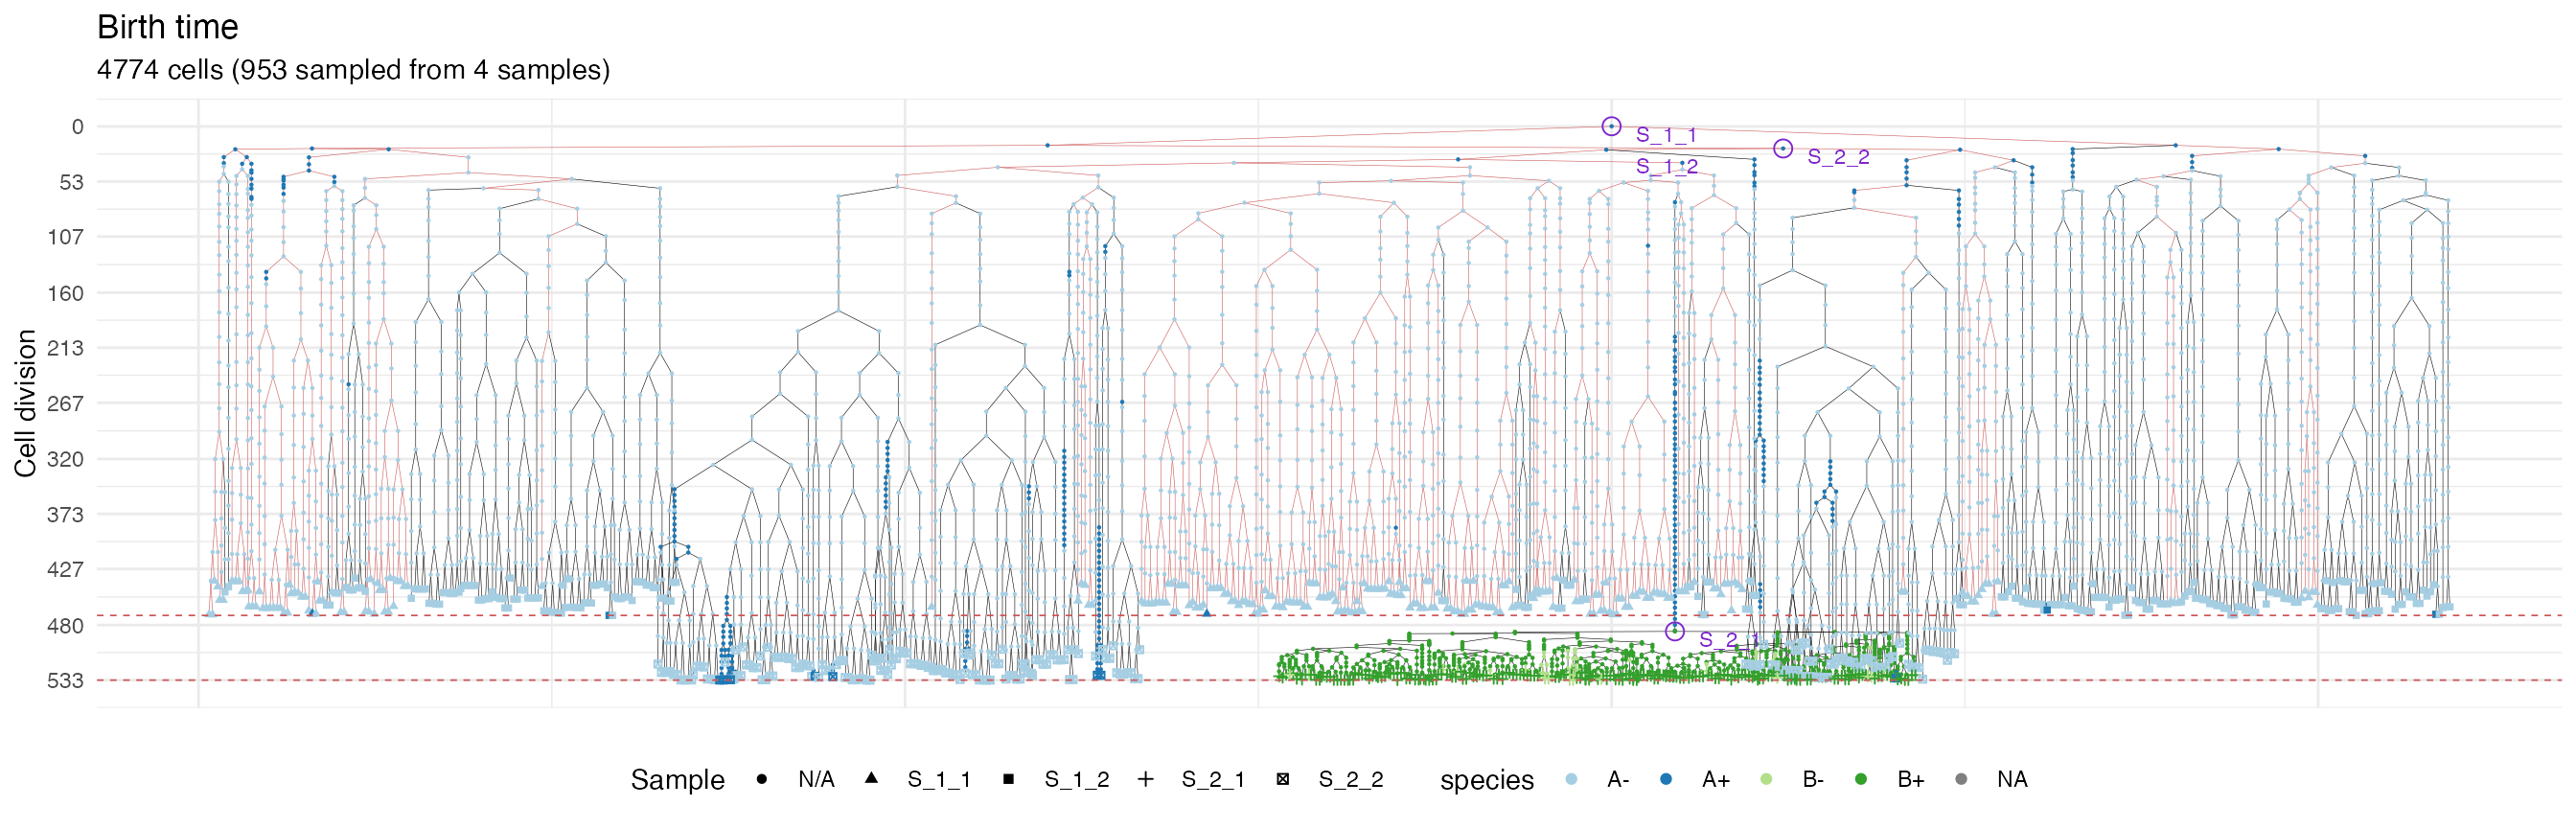 Birth time
4774 cells (953 sampled from 4 samples)
Cell division
0
53
107
160
213
267
320
373
427
480
533
S_1_1
S_2_2
S_1_2
S_2_1
Sample N/A S_1_1 S_1_2 S_2_1 S_2_2 species A- A+ B- B+ NA